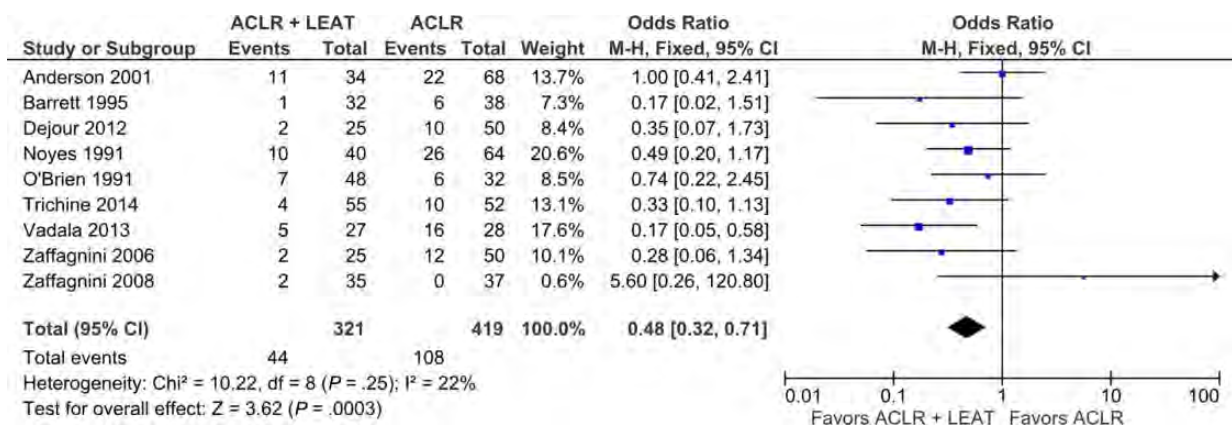 ACLR + LEAT ACLR Odds Ratio Odds Ratio
Study or Subgroup Events Total Events Total Weight M-H, Fixed, 95% CI M-H, Fixed, 95% CI
Anderson 2001 11 34 22 68 13.7% 1.00 [0.41, 2.41]
Barrett 1995 1 32 6 38 7.3% 0.17 [0.02, 1.51]
Dejour 2012 2 25 10 50 8.4% 0.35 [0.07, 1.73]
Noyes 1991 10 40 26 64 20.6% 0.49 [0.20, 1.17]
O'Brien 1991 7 48 6 32 8.5% 0.74 [0.22, 2.45]
Trichine 2014 4 55 10 52 13.1% 0.33 [0.10, 1.13]
Vadala 2013 5 27 16 28 17.6% 0.17 [0.05, 0.58]
Zaffagnini 2006 2 25 12 50 10.1% 0.28 [0.06, 1.34]
Zaffagnini 2008 2 35 0 37 0.6% 5.60 [0.26, 120.80]
Total (95% CI) 321 419 100.0% 0.48 [0.32, 0.71]
Total events 44 108
Heterogeneity: Chi² = 10.22, df = 8 (P = .25); I² = 22%
Test for overall effect: Z = 3.62 (P = .0003)
0.01 0.1 1 10 100
Favors ACLR + LEAT Favors ACLR